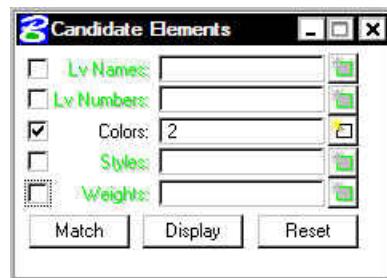 Candidate Elements
Lv Names:
Lv Numbers:
Colors: 2
Styles:
Weights:
Match Display Reset